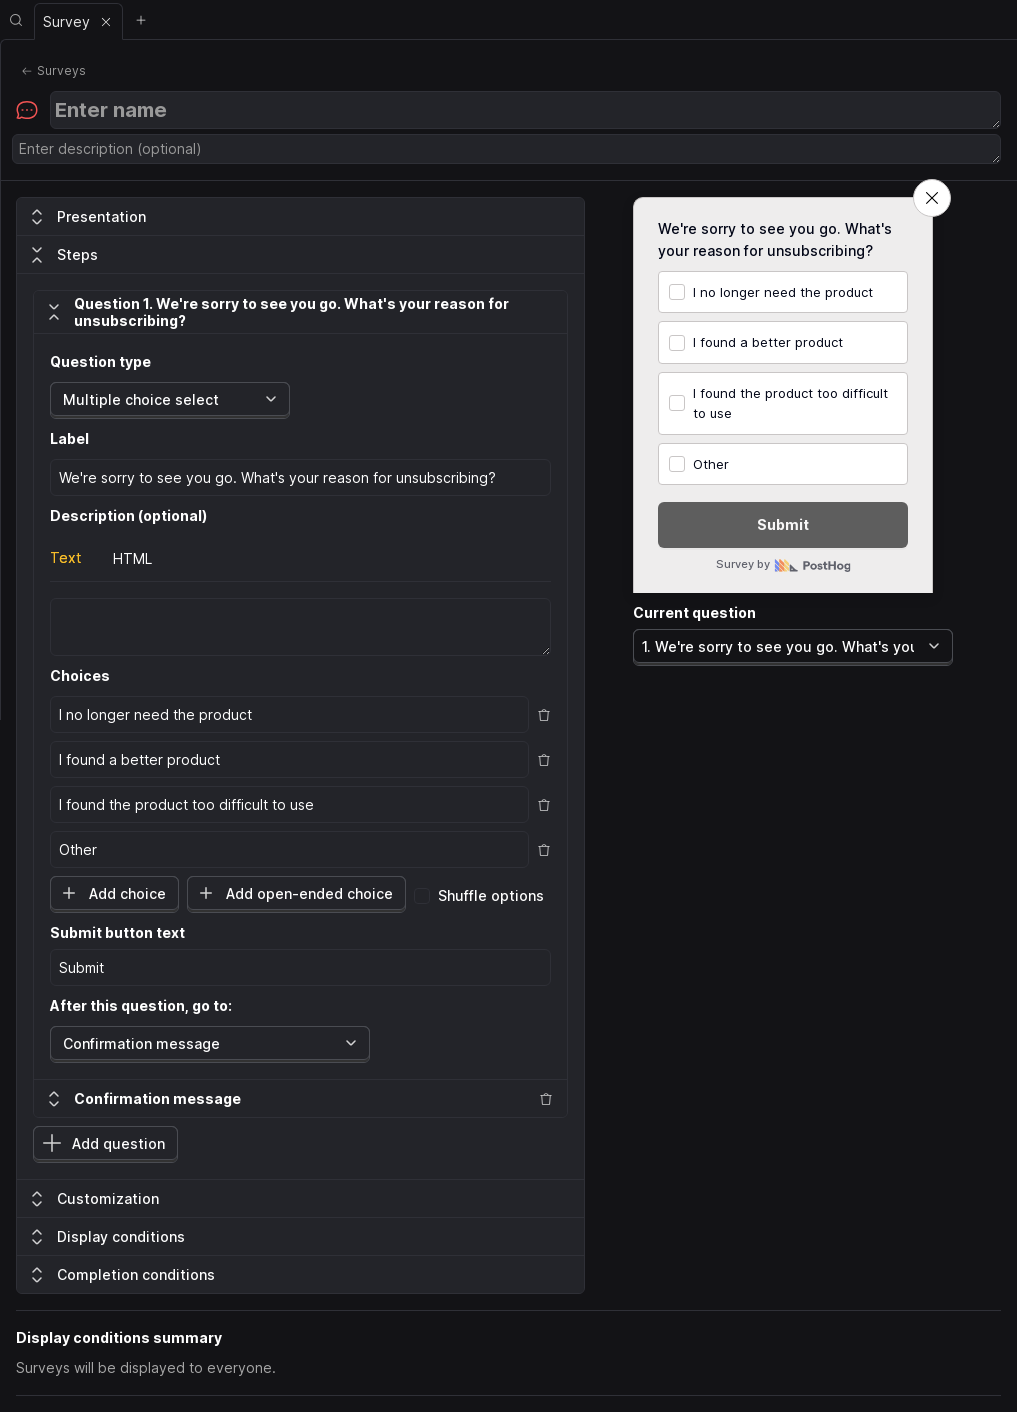 Survey
Surveys
Enter name
Enter description (optional)
Presentation
Steps
Question 1. We're sorry to see you go. What's your reason for
unsubscribing?
Question type
Multiple choice select
Label
We're sorry to see you go. What's your reason for unsubscribing?
Description (optional)
Text HTML
Choices
I no longer need the product
I found a better product
I found the product too difficult to use
Other
Add choice Add open-ended choice Shuffle options
Submit button text
Submit
After this question, go to:
Confirmation message
Confirmation message
Add question
Customization
Display conditions
Completion conditions
We're sorry to see you go. What's
your reason for unsubscribing?
I no longer need the product
I found a better product
I found the product too difficult
to use
Other
Submit
Survey by PostHog
Current question
1. We're sorry to see you go. What's you
Display conditions summary
Surveys will be displayed to everyone.